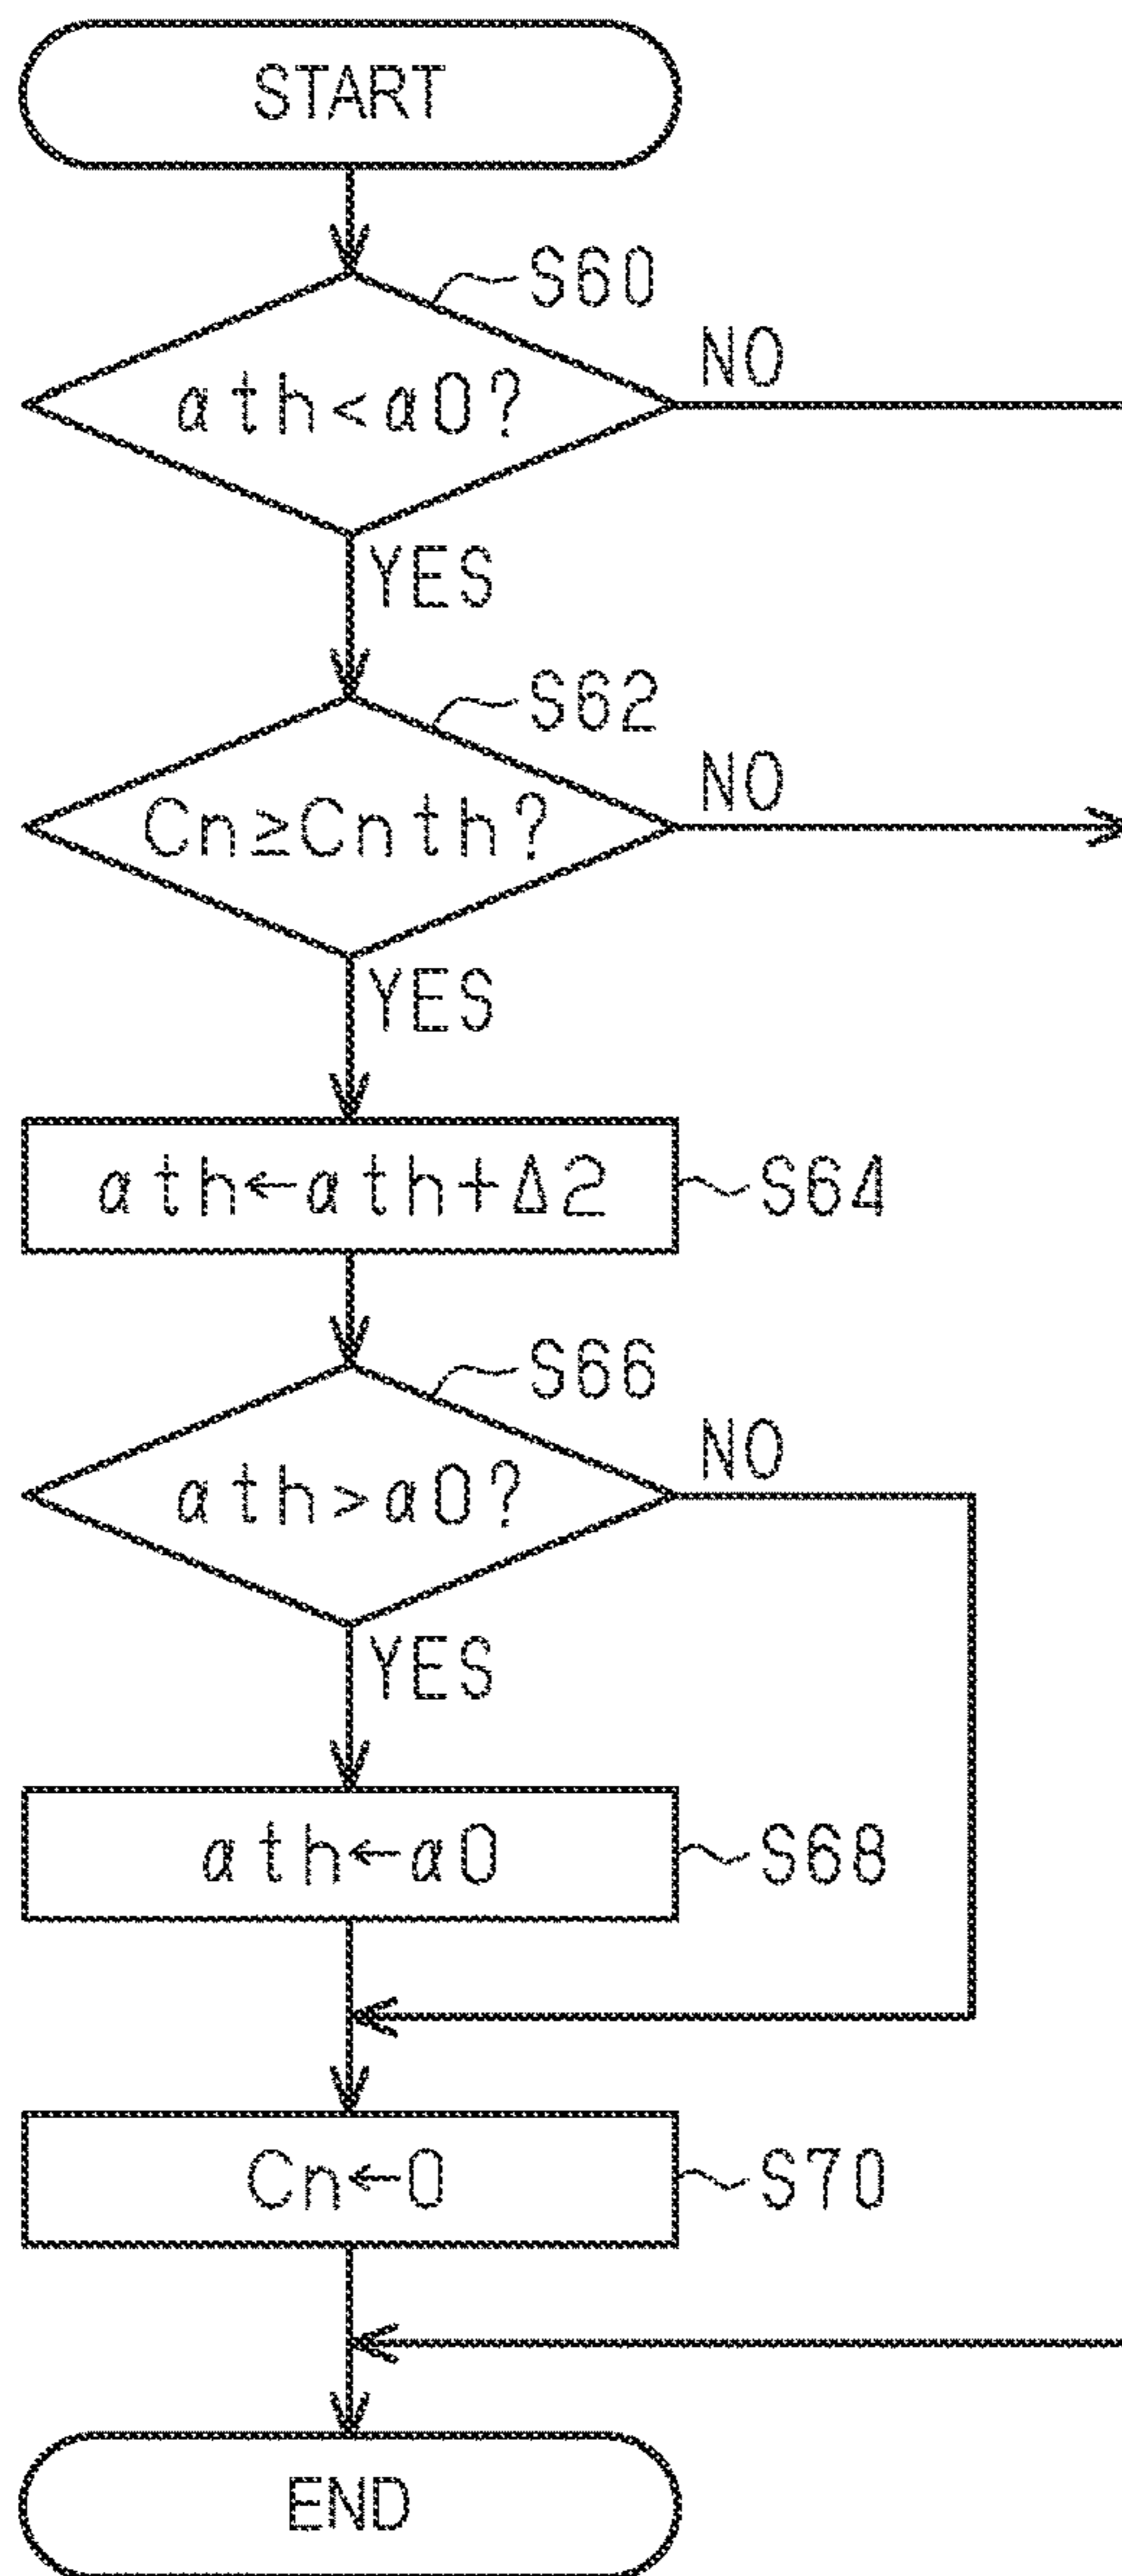 START
S60
αth<α0?
NO
YES
S62
Cn≥Cnth?
NO
YES
αth←αth+Δ2
S64
S66
αth>α0?
NO
YES
αth←α0
S68
Cn←0
S70
END